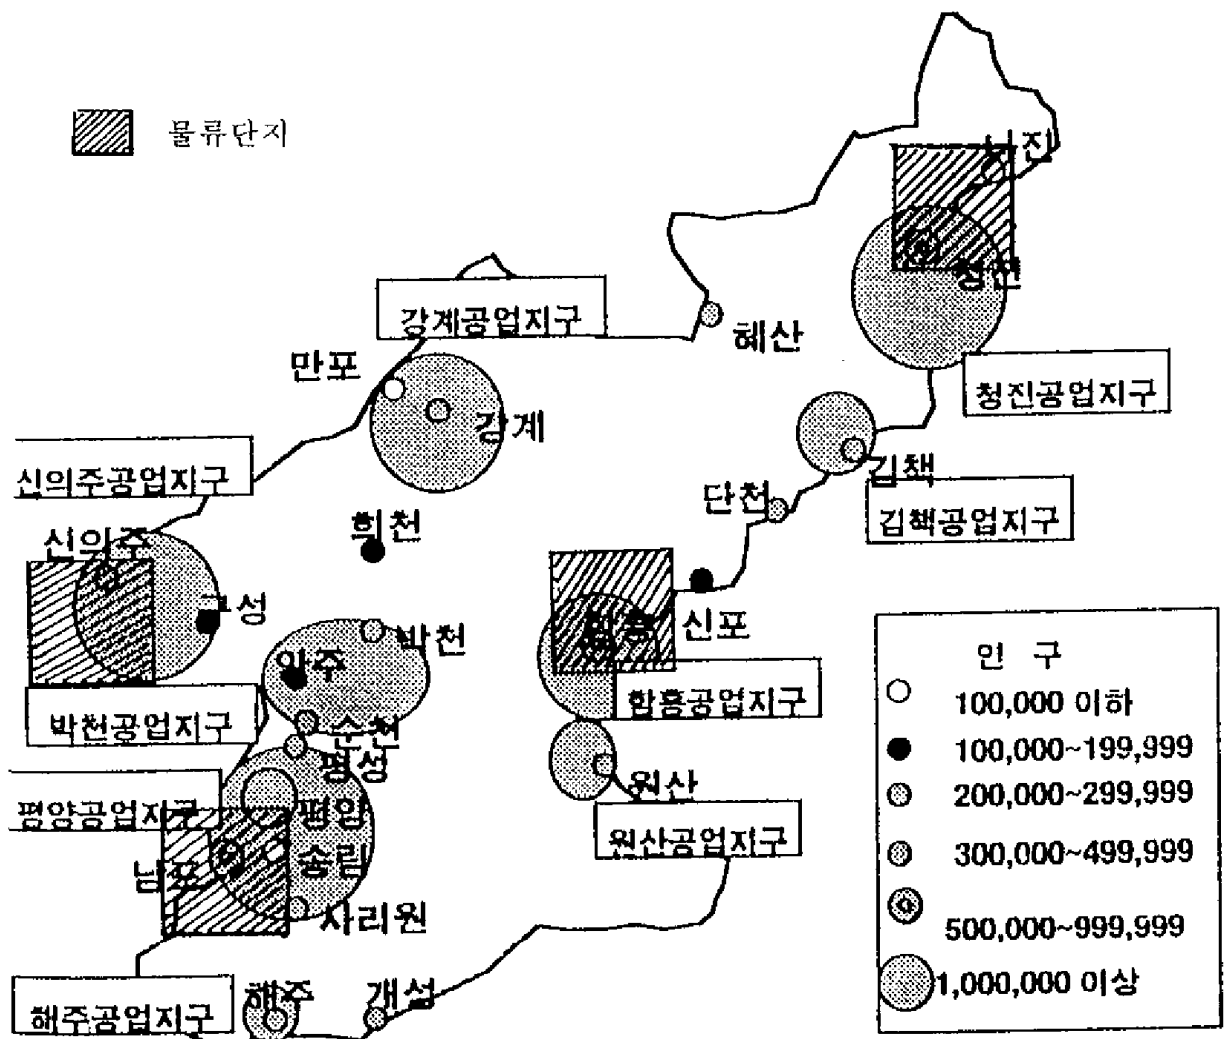 물류단지
나진
청진
강계공업지구
혜산
만포
강계
청진공업지구
신의주공업지구
김책
단천
김책공업지구
희천
신의주
구성
박천
안주
함흥
신포
함흥공업지구
박천공업지구
순천
평성
원산
평양공업지구
평양
원산공업지구
송림
남포
사리원
해주
개설
해주공업지구
인 구
100,000 이하
100,000~199,999
200,000~299,999
300,000~499,999
500,000~999,999
1,000,000 이상